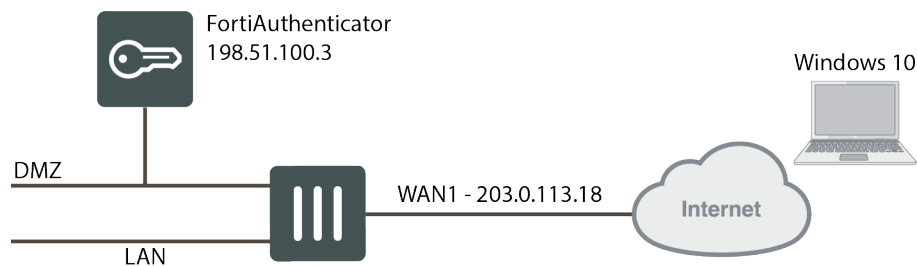 FortiAuthenticator
198.51.100.3
Windows 10
DMZ
WAN1 - 203.0.113.18
Internet
LAN